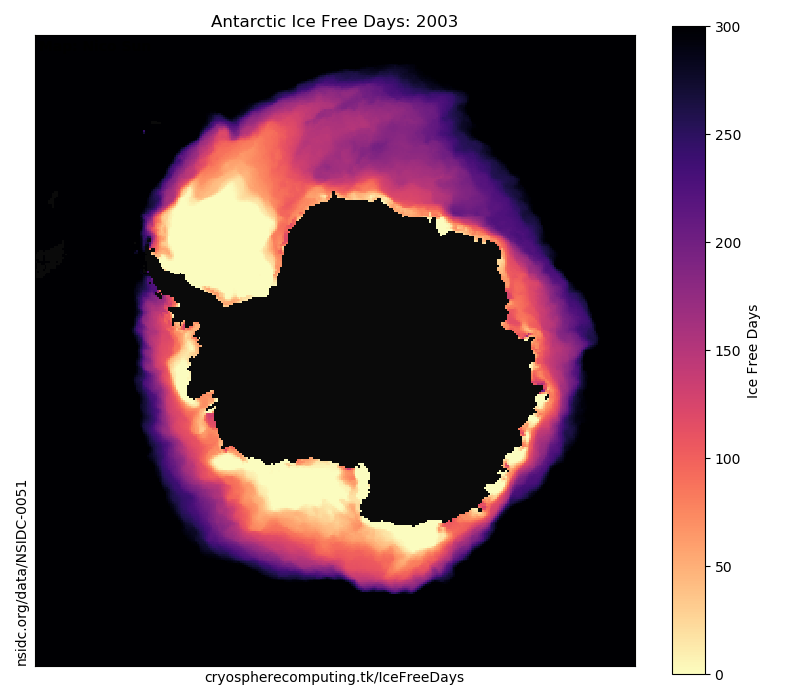 Antarctic Ice Free Days: 2003
300
250
200
150
100
50
0
Ice Free Days
nsidc.org/data/NSIDC-0051
cryospherecomputing.tk/IceFreeDays